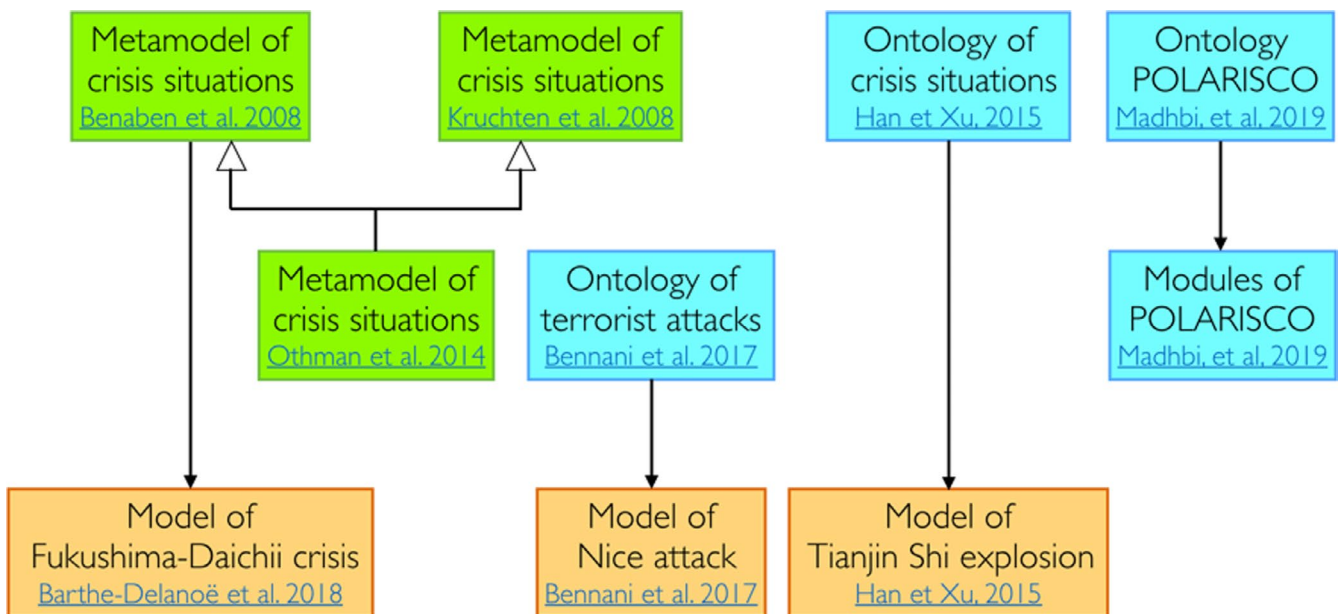 Metamodel of
crisis situations
Benaben et al. 2008
Metamodel of
crisis situations
Kruchten et al. 2008
Ontology of
crisis situations
Han et Xu, 2015
Ontology
POLARISCO
Madhbi, et al, 2019
Metamodel of
crisis situations
Othman et al. 2014
Ontology of
terrorist attacks
Bennani et al. 2017
Modules of
POLARISCO
Madhbi, et al, 2019
Model of
Fukushima-Daichii crisis
Barthe-Delanoë et al. 2018
Model of
Nice attack
Bennani et al. 2017
Model of
Tianjin Shi explosion
Han et Xu, 2015